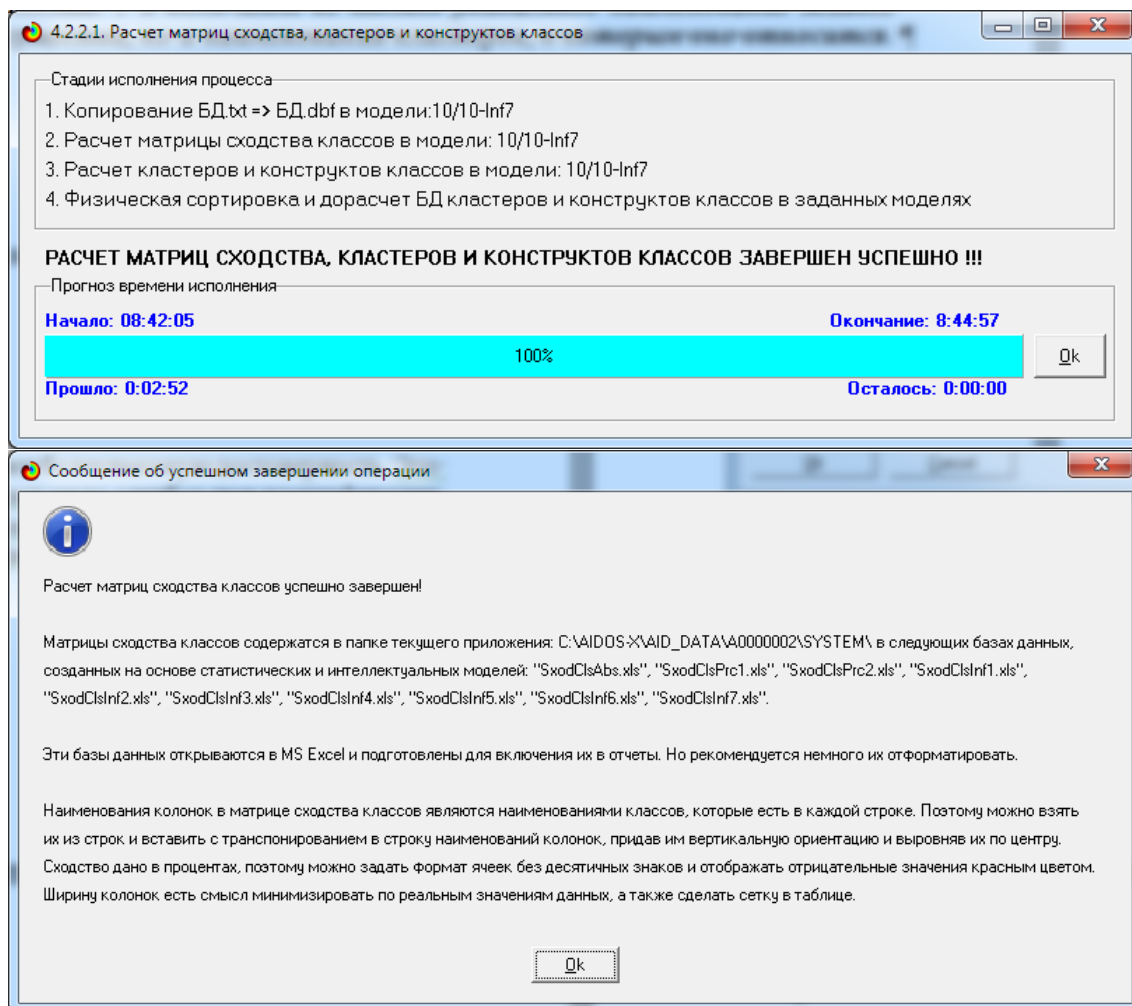 4.2.2.1. Расчет матриц сходства, кластеров и конструктов классов
Стадии исполнения процесса
1. Копирование БД.txt => БД.dbf в модели:10/10-Inf7
2. Расчет матрицы сходства классов в модели: 10/10-Inf7
3. Расчет кластеров и конструктов классов в модели: 10/10-Inf7
4. Физическая сортировка и дорасчет БД кластеров и конструктов классов в заданных моделях
РАСЧЕТ МАТРИЦ СХОДСТВА, КЛАСТЕРОВ И КОНСТРУКТОВ КЛАССОВ ЗАВЕРШЕН УСПЕШНО !!!
Прогноз времени исполнения
Начало: 08:42:05
Окончание: 8:44:57
100%
Ok
Прошло: 0:02:52
Осталось: 0:00:00
Сообщение об успешном завершении операции
Расчет матриц сходства классов успешно завершен!
Матрицы сходства классов содержатся в папке текущего приложения: C:\AIDOS-X\AID_DATA\A0000002\SYSTEM\ в следующих базах данных,
созданных на основе статистических и интеллектуальных моделей: "SxodClsAbs.xls", "SxodClsPrc1.xls", "SxodClsPrc2.xls", "SxodClsInf1.xls",
"SxodClsInf2.xls", "SxodClsInf3.xls", "SxodClsInf4.xls", "SxodClsInf5.xls", "SxodClsInf6.xls", "SxodClsInf7.xls".
Эти базы данных открываются в MS Excel и подготовлены для включения их в отчеты. Но рекомендуется немного их отформатировать.
Наименования колонок в матрице сходства классов являются наименованиями классов, которые есть в каждой строке. Поэтому можно взять
их из строк и вставить с транспонированием в строку наименований колонок, придав им вертикальную ориентацию и выровняв их по центру.
Сходство дано в процентах, поэтому можно задать формат ячеек без десятичных знаков и отображать отрицательные значения красным цветом.
Ширину колонок есть смысл минимизировать по реальным значениям данных, а также сделать сетку в таблице.
Ok